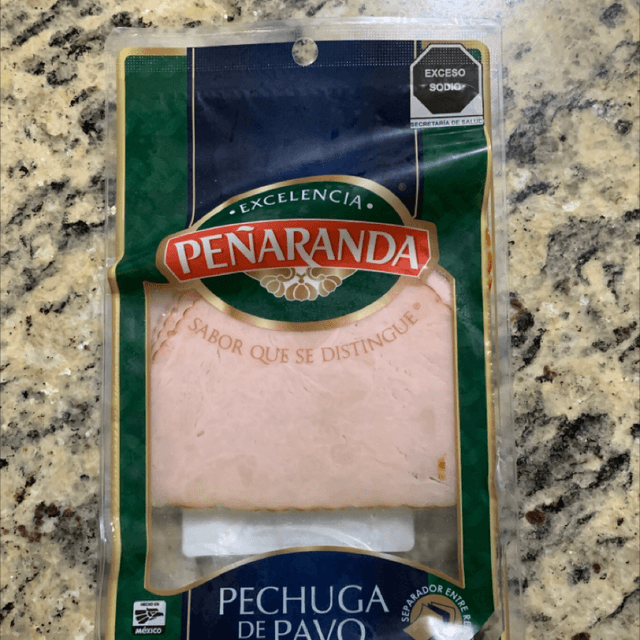 EXCESO
SODIO
SECRETARÍA DE SALUD
• EXCELENCIA •
PEÑARANDA
SABOR QUE SE DISTINGUE
PECHUGA
DE PAVO
SEPARADOR ENTRE
HECHO EN
MÉXICO